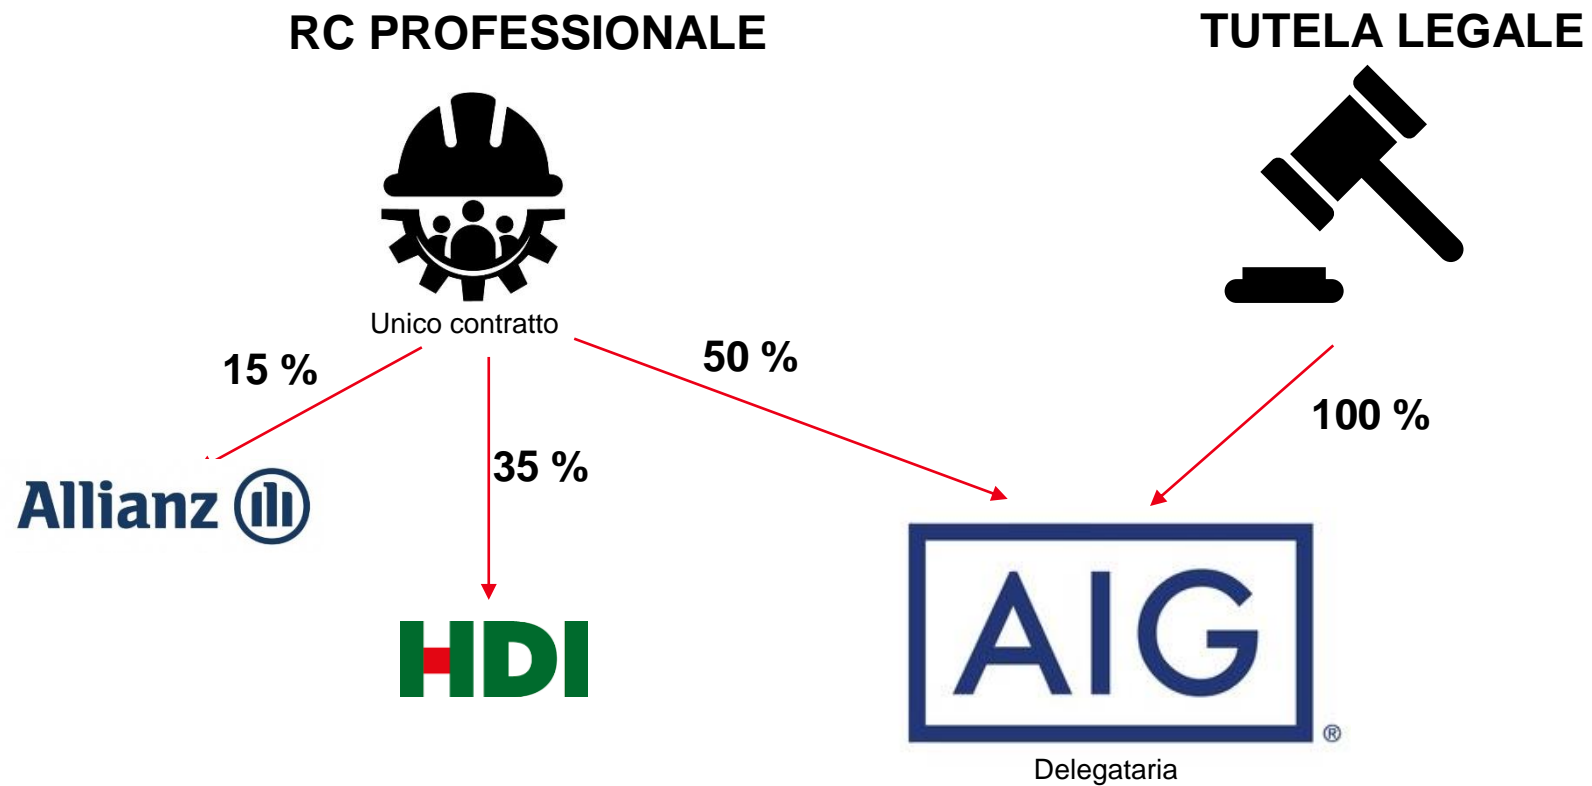 RC PROFESSIONALE
TUTELA LEGALE
Unico contratto
15 %
50 %
35 %
100 %
Allianz
HDI
AIG
®
Delegataria